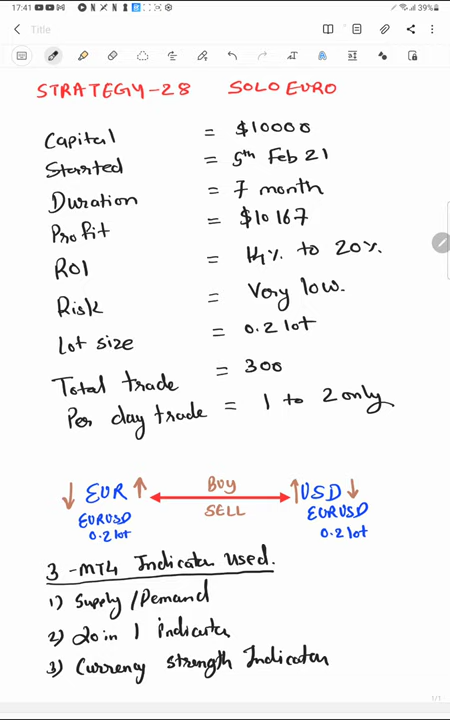 17:41
39%
Title
STRATEGY-28 SOLO EURO
Capital = $10000
Started = 5th Feb 21
Duration = 7 month
Profit = $10167
ROI = 14% to 20%.
Risk = Very low.
Lot size = 0.2 lot
Total trade = 300
Per day trade = 1 to 2 only
↓ EUR ↑ BUY ↑ USD ↓
EURUSD SELL EURUSD
0.2 lot 0.2 lot
3 -MT4 Indicator used.
1) Supply/Demand
2) 20 in 1 indicator
3) Currency strength Indicator
1/1